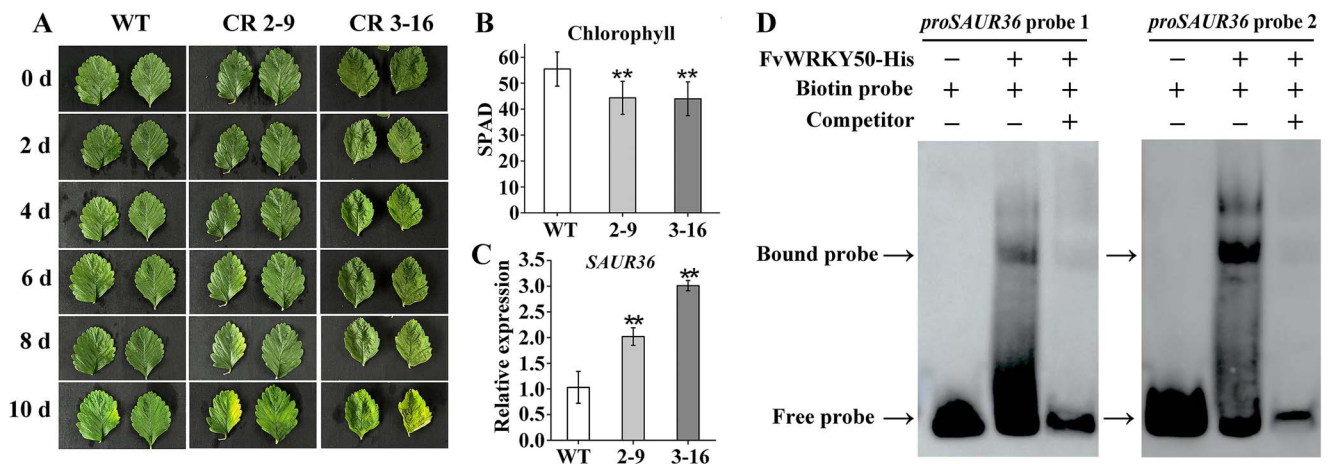 A
WT
CR 2-9
CR 3-16
0 d
2 d
4 d
6 d
8 d
10 d
B
Chlorophyll
SPAD
60
50
40
30
20
10
0
**
**
WT
2-9
3-16
C
SAUR36
Relative expression
3.5
3.0
2.5
2.0
1.5
1.0
0.5
0.0
**
**
WT
2-9
3-16
D
proSAUR36 probe 1
proSAUR36 probe 2
FvWRKY50-His – + + – + +
Biotin probe + + + + + +
Competitor – – + – – +
Bound probe → →
Free probe → →